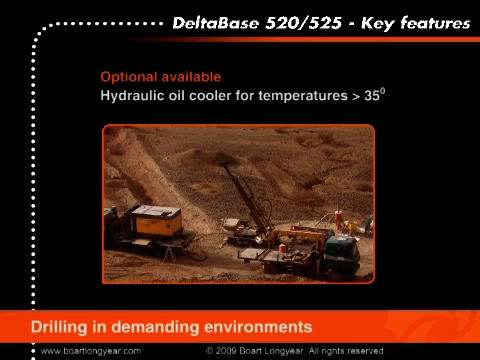 DeltaBase 520/525 - Key features
Optional available
Hydraulic oil cooler for temperatures > 35⁰
Drilling in demanding environments
www.boartlongyear.com
© 2009 Boart Longyear. All rights reserved.